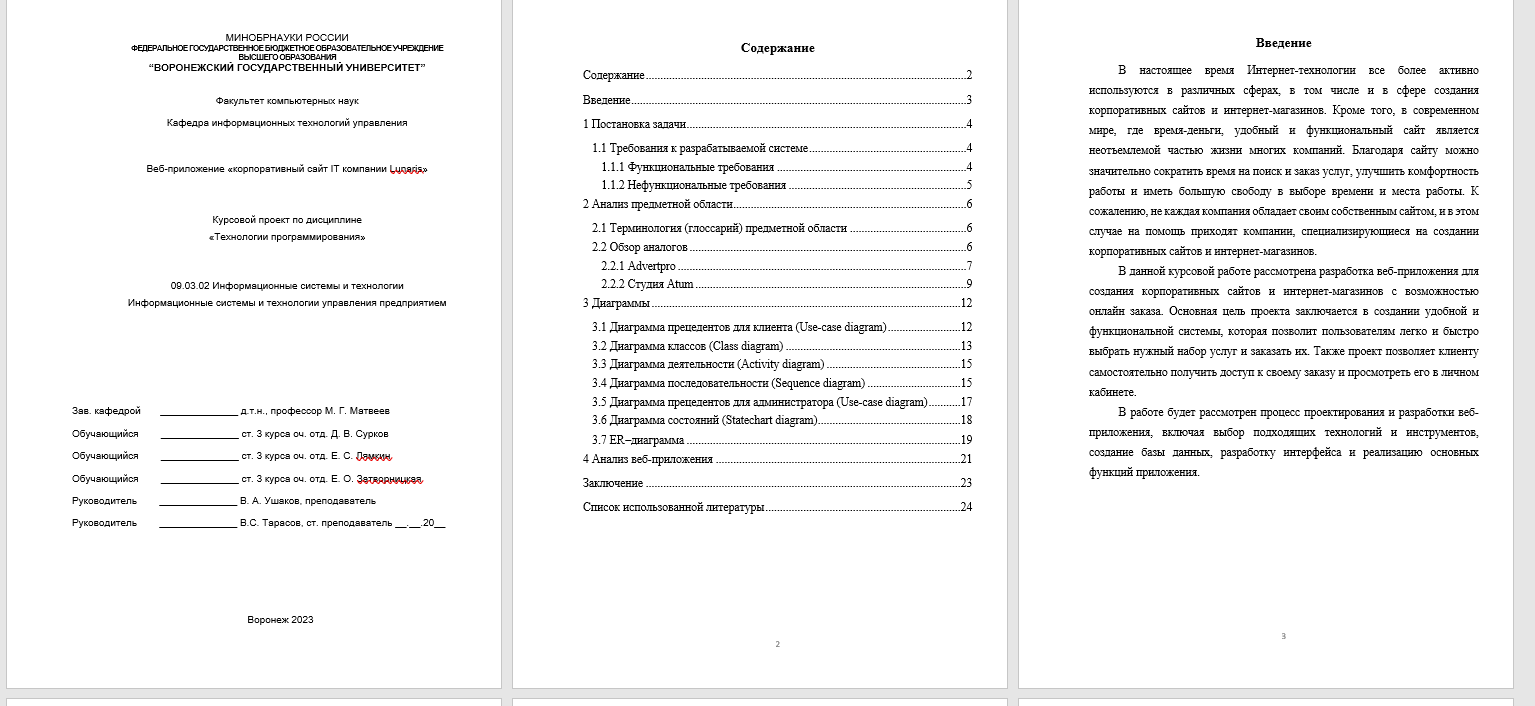 МИНОБРНАУКИ РОССИИ
ФЕДЕРАЛЬНОЕ ГОСУДАРСТВЕННОЕ БЮДЖЕТНОЕ ОБРАЗОВАТЕЛЬНОЕ УЧРЕЖДЕНИЕ
ВЫСШЕГО ОБРАЗОВАНИЯ
“ВОРОНЕЖСКИЙ ГОСУДАРСТВЕННЫЙ УНИВЕРСИТЕТ”
Факультет компьютерных наук
Кафедра информационных технологий управления
Веб-приложение «корпоративный сайт IT компании Lunaris»
Курсовой проект по дисциплине
«Технологии программирования»
09.03.02 Информационные системы и технологии
Информационные системы и технологии управления предприятием
Зав. кафедрой ______________ д.т.н., профессор М. Г. Матвеев
Обучающийся ______________ ст. 3 курса оч. отд. Д. В. Сурков
Обучающийся ______________ ст. 3 курса оч. отд. Е. С. Лямкин
Обучающийся ______________ ст. 3 курса оч. отд. Е. О. Затворницкая
Руководитель ______________ В. А. Ушаков, преподаватель
Руководитель ______________ В.С. Тарасов, ст. преподаватель __.__.20__
Воронеж 2023
Содержание
Содержание...........2
Введение...........3
1 Постановка задачи...........4
1.1 Требования к разрабатываемой системе...........4
1.1.1 Функциональные требования ...........4
1.1.2 Нефункциональные требования ...........5
2 Анализ предметной области...........6
2.1 Терминология (глоссарий) предметной области ...........6
2.2 Обзор аналогов ...........6
2.2.1 Advertpro ...........7
2.2.2 Студия Atum ...........9
3 Диаграммы ...........12
3.1 Диаграмма прецедентов для клиента (Use-case diagram)...........12
3.2 Диаграмма классов (Class diagram) ...........13
3.3 Диаграмма деятельности (Activity diagram) ...........15
3.4 Диаграмма последовательности (Sequence diagram) ...........15
3.5 Диаграмма прецедентов для администратора (Use-case diagram)...........17
3.6 Диаграмма состояний (Statechart diagram)...........18
3.7 ER–диаграмма ...........19
4 Анализ веб-приложения ...........21
Заключение ...........23
Список использованной литературы...........24
2
Введение
В настоящее время Интернет-технологии все более активно
используются в различных сферах, в том числе и в сфере создания
корпоративных сайтов и интернет-магазинов. Кроме того, в современном
мире, где время-деньги, удобный и функциональный сайт является
неотъемлемой частью жизни многих компаний. Благодаря сайту можно
значительно сократить время на поиск и заказ услуг, улучшить комфортность
работы и иметь большую свободу в выборе времени и места работы. К
сожалению, не каждая компания обладает своим собственным сайтом, и в этом
случае на помощь приходят компании, специализирующиеся на создании
корпоративных сайтов и интернет-магазинов.
В данной курсовой работе рассмотрена разработка веб-приложения для
создания корпоративных сайтов и интернет-магазинов с возможностью
онлайн заказа. Основная цель проекта заключается в создании удобной и
функциональной системы, которая позволит пользователям легко и быстро
выбрать нужный набор услуг и заказать их. Также проект позволяет клиенту
самостоятельно получить доступ к своему заказу и просмотреть его в личном
кабинете.
В работе будет рассмотрен процесс проектирования и разработки веб-
приложения, включая выбор подходящих технологий и инструментов,
создание базы данных, разработку интерфейса и реализацию основных
функций приложения.
3